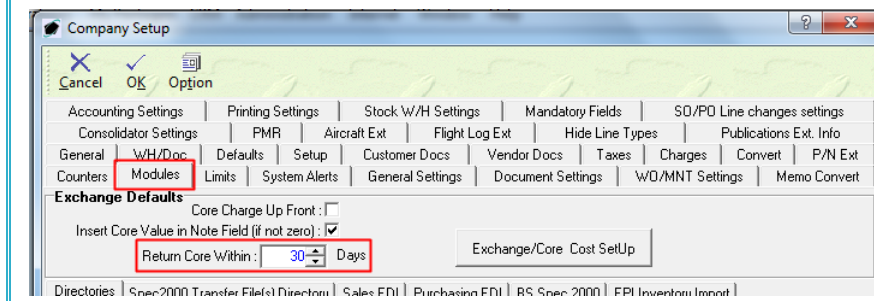 Company Setup
Cancel OK Option
Accounting Settings Printing Settings Stock W/H Settings Mandatory Fields SO/PO Line changes settings
Consolidator Settings PMR Aircraft Ext Flight Log Ext Hide Line Types Publications Ext. Info
General WH/Doc Defaults Setup Customer Docs Vendor Docs Taxes Charges Convert P/N Ext
Counters Modules Limits System Alerts General Settings Document Settings WO/MNT Settings Memo Convert
Exchange Defaults
Core Charge Up Front :
Insert Core Value in Note Field (if not zero) :
Return Core Within : 30 Days Exchange/Core Cost SetUp
Directories Spec2000 Transfer File(s) Directory Sales EDI Purchasing EDI BS Spec 2000 EPI Inventory Import